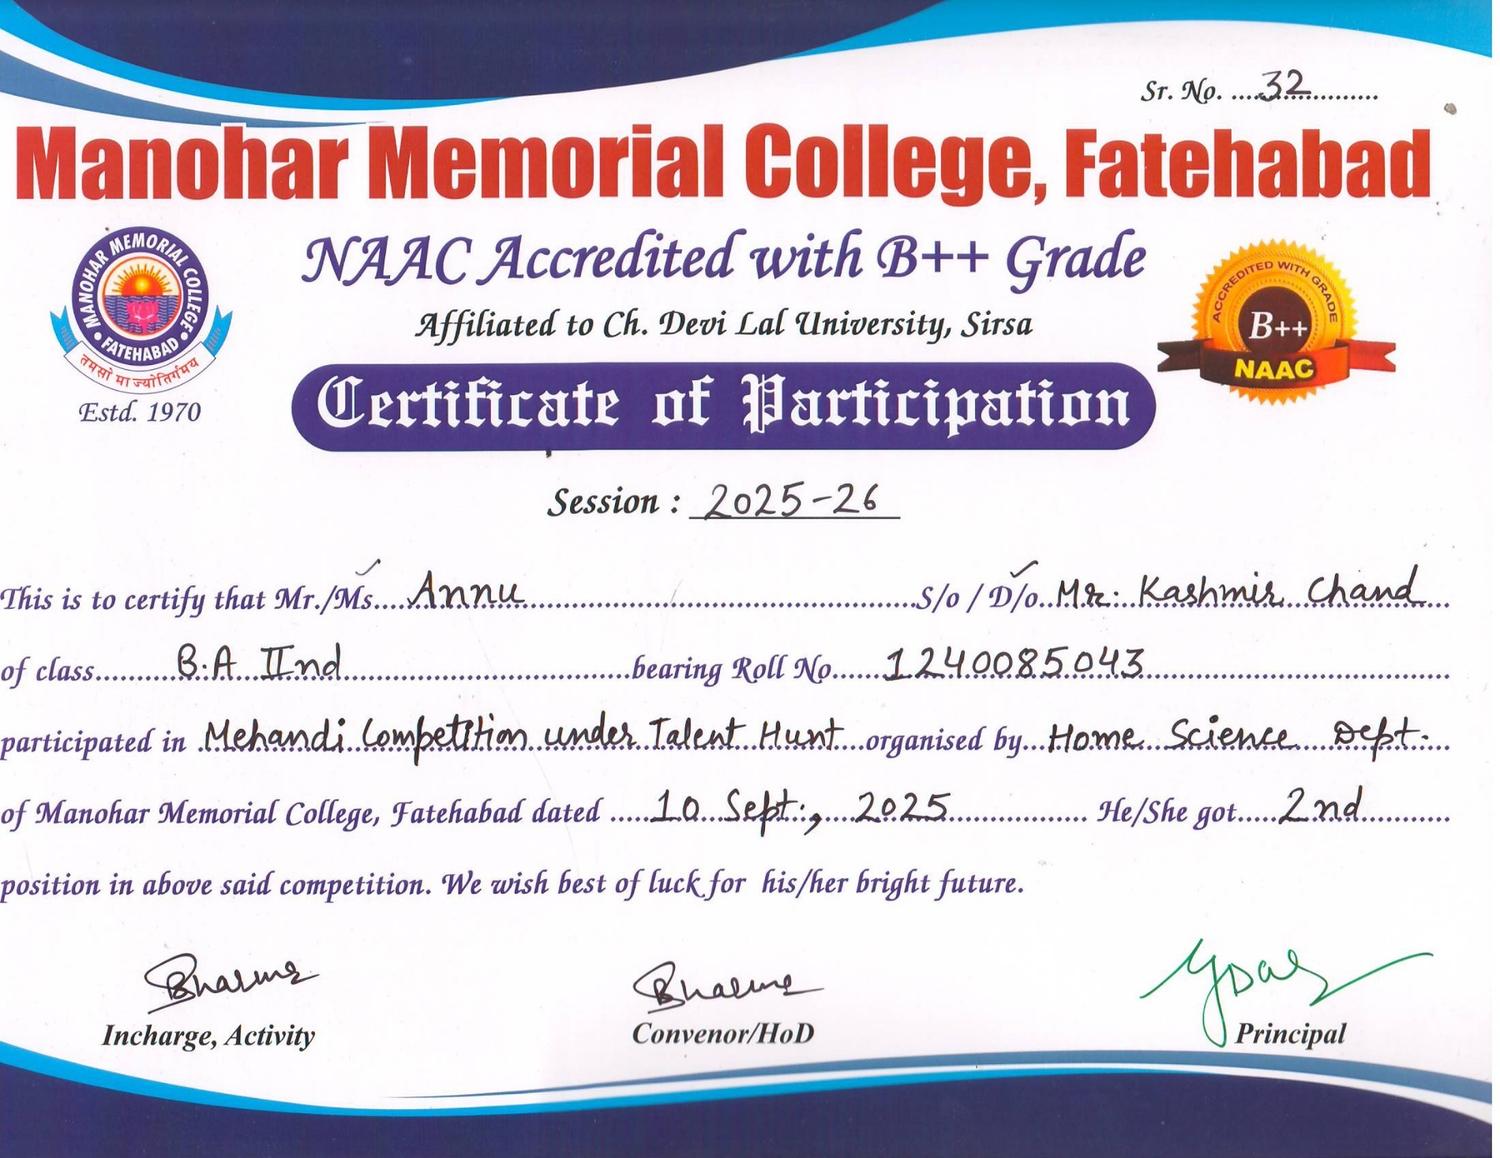 Sr. No. ....32..............
Manohar Memorial College, Fatehabad
MANOHAR MEMORIAL COLLEGE
• FATEHABAD •
तमसो मा ज्योतिर्गमय
Estd. 1970
NAAC Accredited with B++ Grade
Affiliated to Ch. Devi Lal University, Sirsa
ACCREDITED WITH GRADE
B++
NAAC
Certificate of Participation
Session : 2025-26
This is to certify that Mr./Ms ✓ Annu S/o / D/o ✓ Mr. Kashmir Chand
of class B.A IInd bearing Roll No 1240085043
participated in Mehandi Competition under Talent Hunt organised by Home Science Dept.
of Manohar Memorial College, Fatehabad dated 10 Sept., 2025 He/She got 2nd
position in above said competition. We wish best of luck for his/her bright future.
Incharge, Activity
Convenor/HoD
Principal